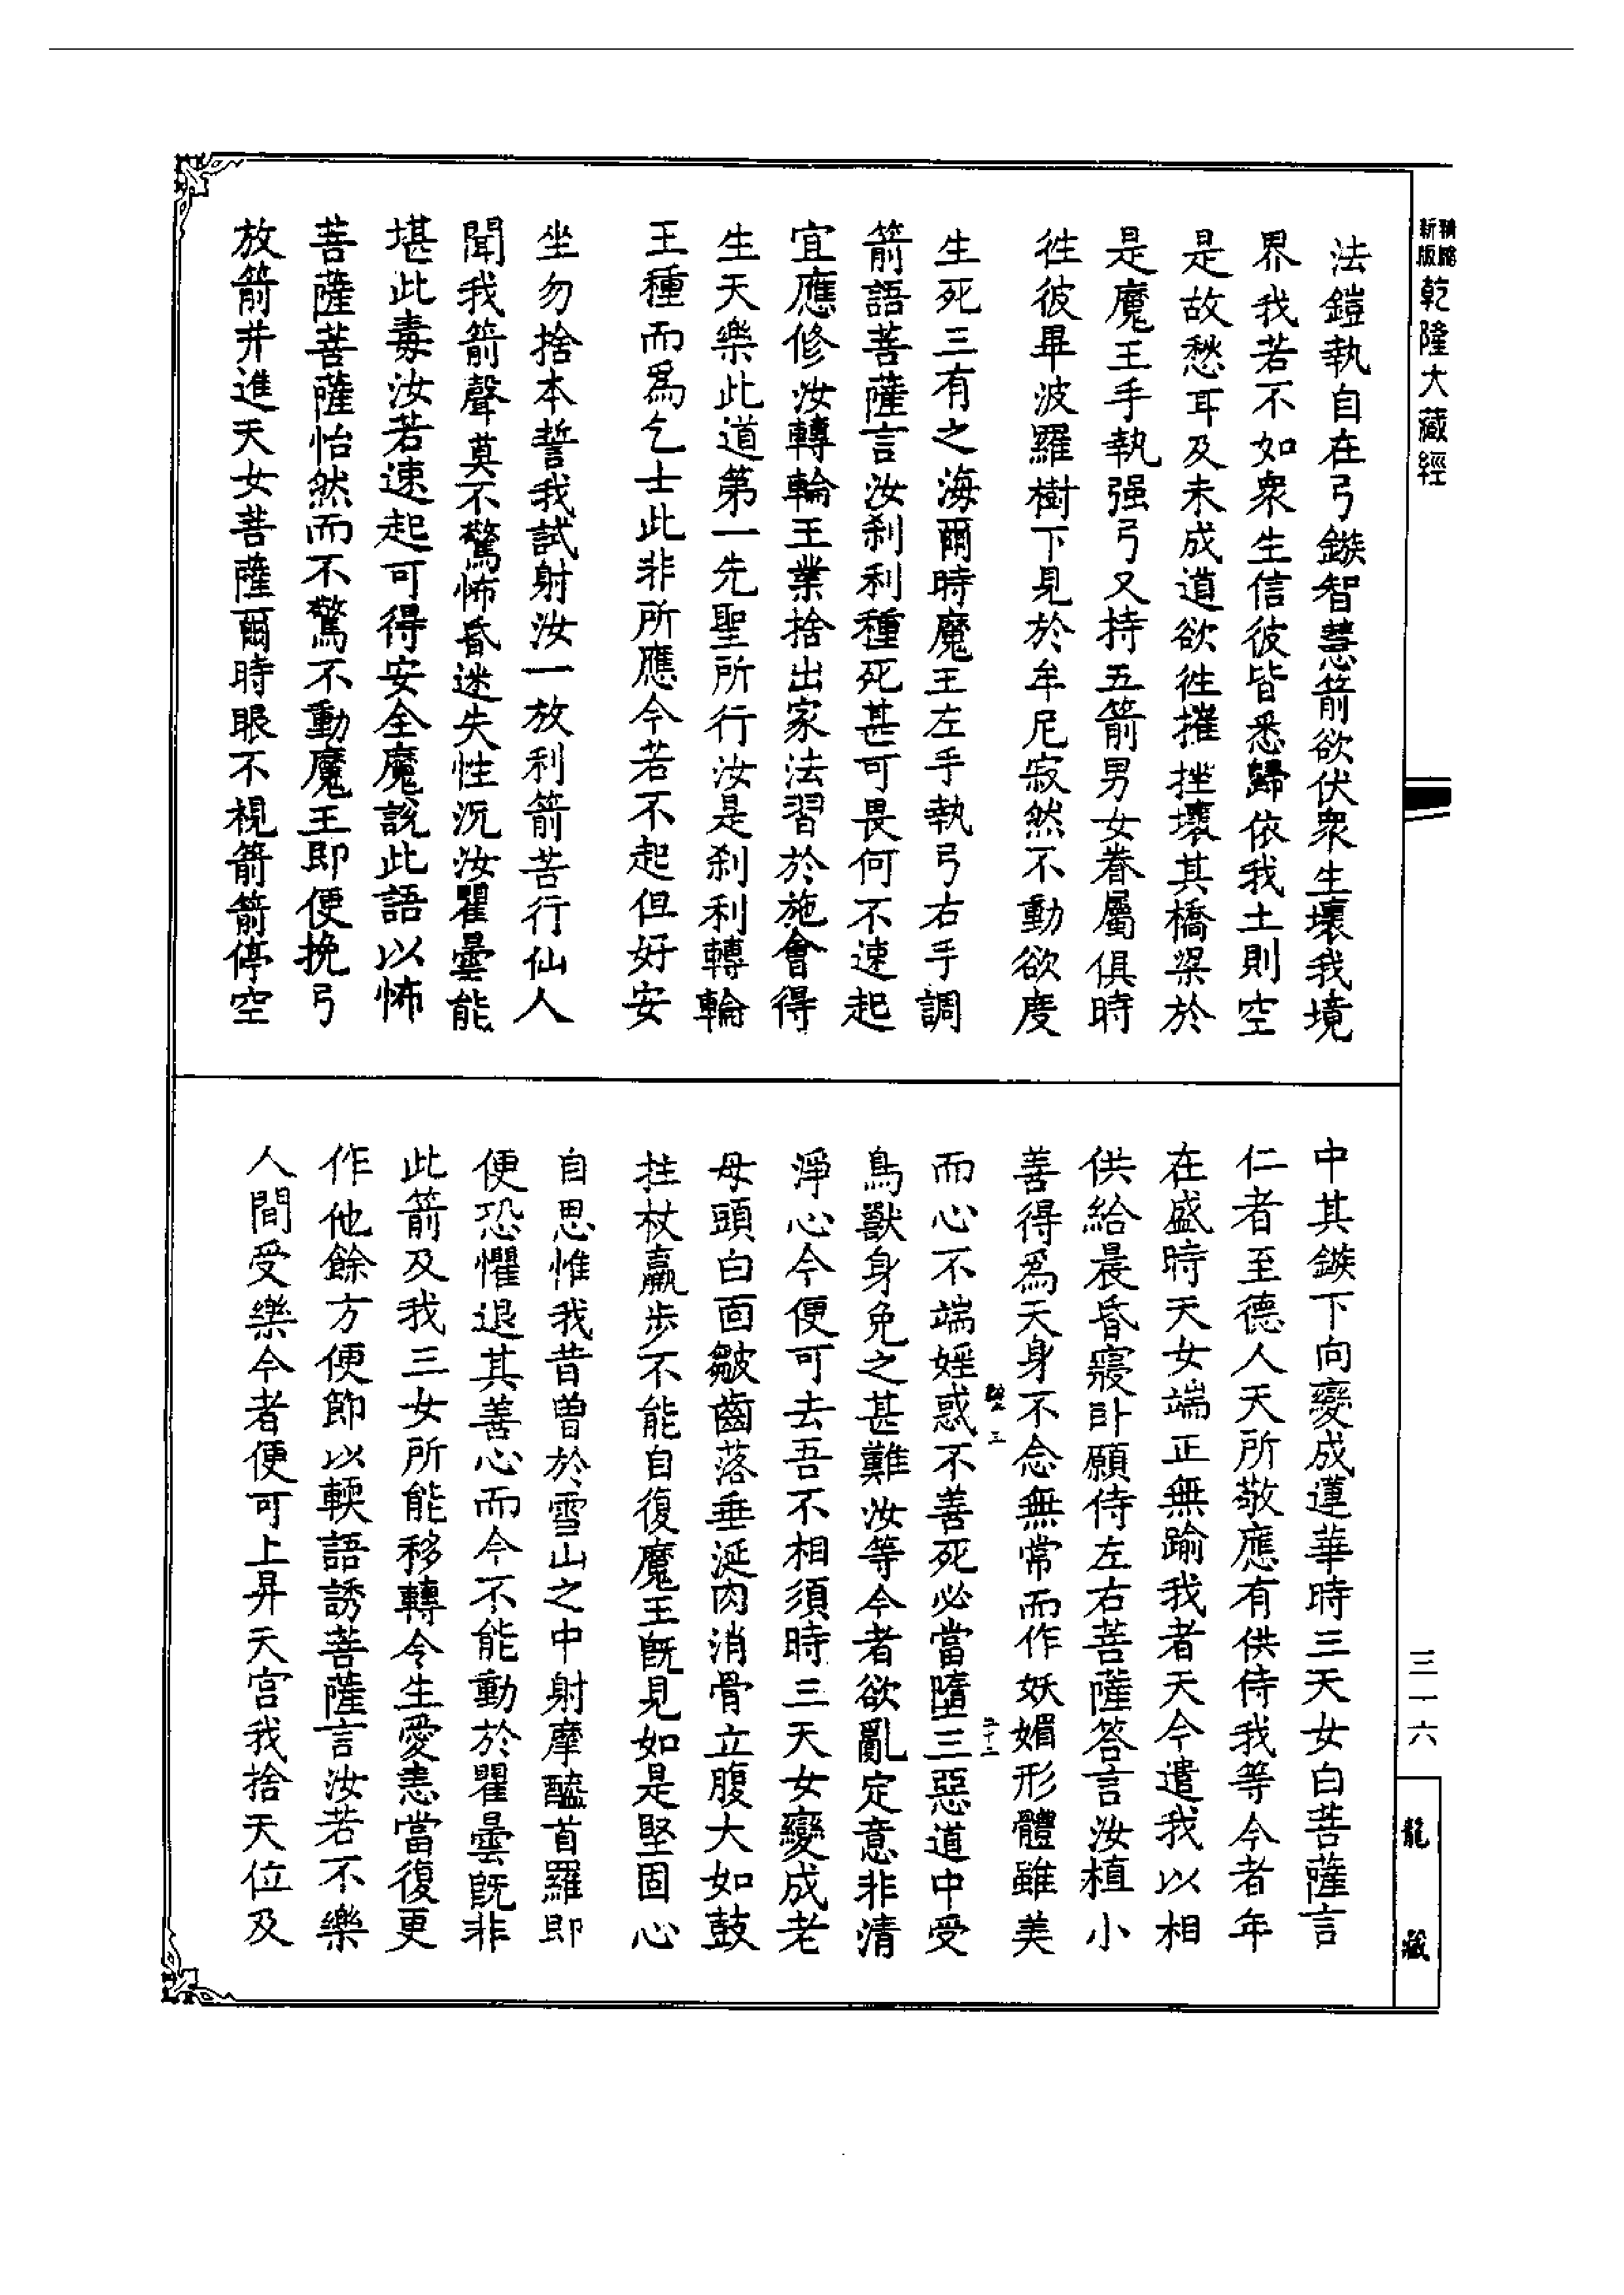 新版 乾隆大藏經
法鎧執自在弓鏃智慧箭欲伏衆生壞我境
界我若不如衆生信彼皆悉歸依我土則空
是故愁耳及未成道欲徃摧挫壞其橋梁於
是魔王手執强弓又持五箭男女眷屬俱時
徃彼畢波羅樹下見於牟尼寂然不動欲度
生死三有之海爾時魔王左手執弓右手調
箭語菩薩言汝刹利種死甚可畏何不速起
宜應修汝轉輪王業捨出家法習於施會得
生天樂此道第一先聖所行汝是刹利轉輪
王種而爲乞士此非所應今若不起但好安
坐勿捨本誓我試射汝一放利箭苦行仙人
聞我箭聲莫不驚怖昏迷失性況汝瞿曇能
堪此毒汝若速起可得安全魔說此語以怖
菩薩菩薩怡然而不驚不動魔王即便挽弓
放箭并進天女菩薩爾時眼不視箭箭停空
中其鏃下向變成蓮華時三天女白菩薩言
仁者至德人天所敬應有供侍我等今者年
在盛時天女端正無踰我者天今遣我以相
供給晨昏寢卧願侍左右菩薩答言汝植小
善得爲天身不念無常而作妖媚形體雖美
而心不端婬惑不善死必當墮三惡道中受
鳥獸身免之甚難汝等今者欲亂定意非清
淨心今便可去吾不相須時三天女變成老
母頭白面皺齒落垂涎肉消骨立腹大如鼓
拄杖羸步不能自復魔王旣見如是堅固心
自思惟我昔曽於雪山之中射摩醯首羅即
便恐懼退其善心而今不能動於瞿曇旣非
此箭及我三女所能移轉令生愛恚當復更
作他餘方便節以輭語誘菩薩言汝若不樂
人間受樂今者便可上昇天宫我捨天位及
三一六
龍藏